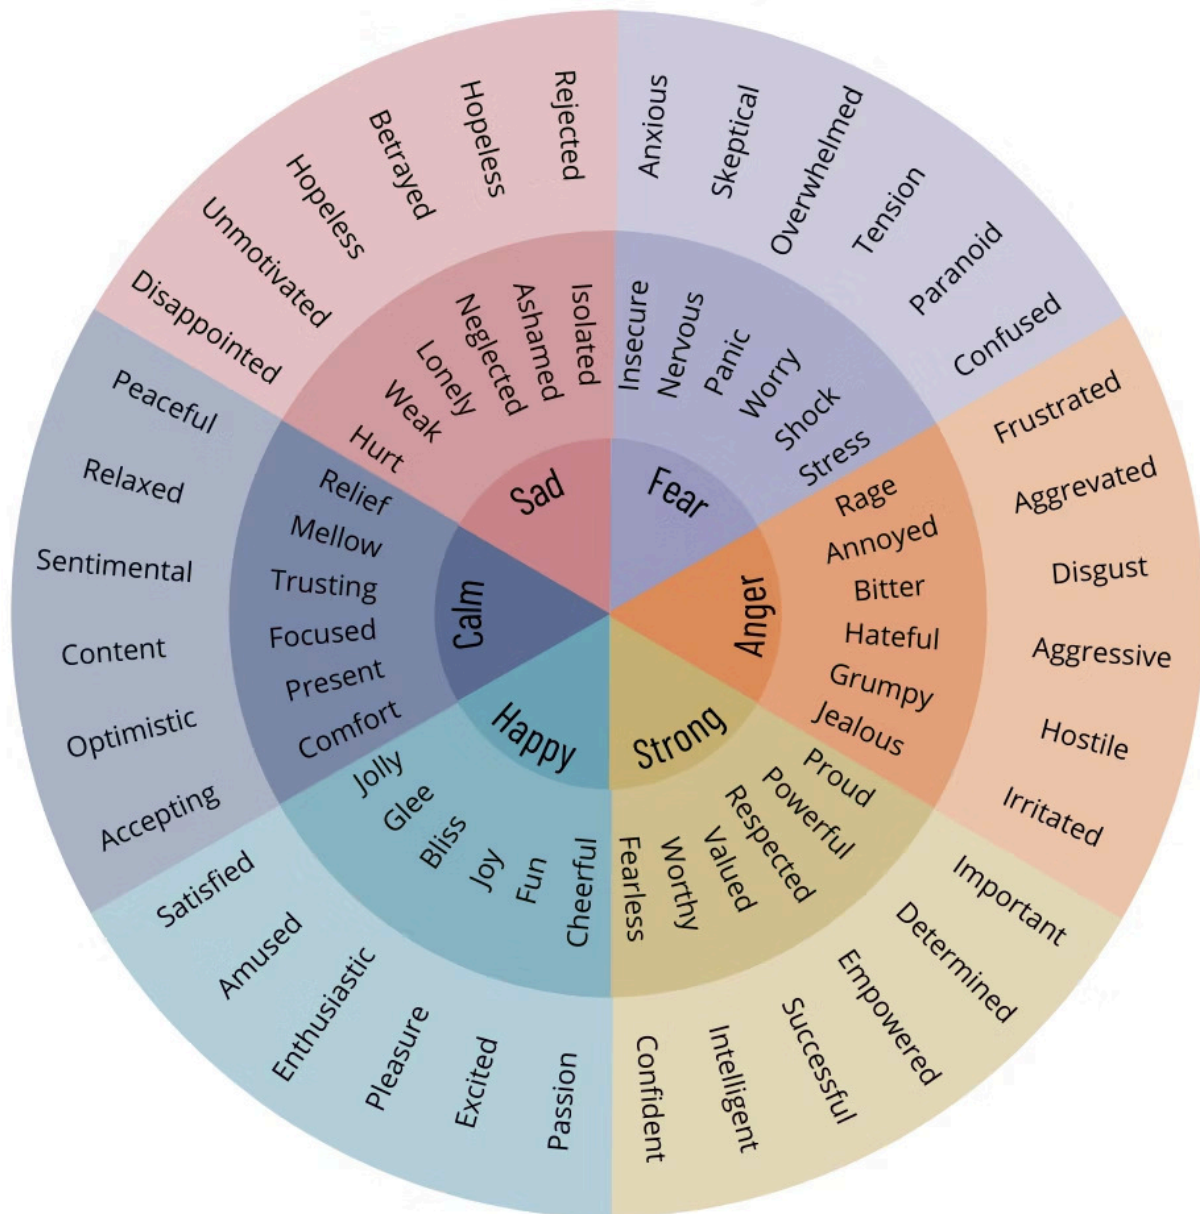 Sad
Fear
Anger
Strong
Happy
Calm
Isolated
Ashamed
Neglected
Lonely
Weak
Hurt
Insecure
Nervous
Panic
Worry
Shock
Stress
Rage
Annoyed
Bitter
Hateful
Grumpy
Jealous
Proud
Powerful
Respected
Valued
Worthy
Fearless
Cheerful
Fun
Joy
Bliss
Glee
Jolly
Comfort
Present
Focused
Trusting
Mellow
Relief
Rejected
Hopeless
Betrayed
Hopeless
Unmotivated
Disappointed
Anxious
Skeptical
Overwhelmed
Tension
Paranoid
Confused
Frustrated
Aggrevated
Disgust
Aggressive
Hostile
Irritated
Important
Determined
Empowered
Successful
Intelligent
Confident
Passion
Excited
Pleasure
Enthusiastic
Amused
Satisfied
Accepting
Optimistic
Content
Sentimental
Relaxed
Peaceful